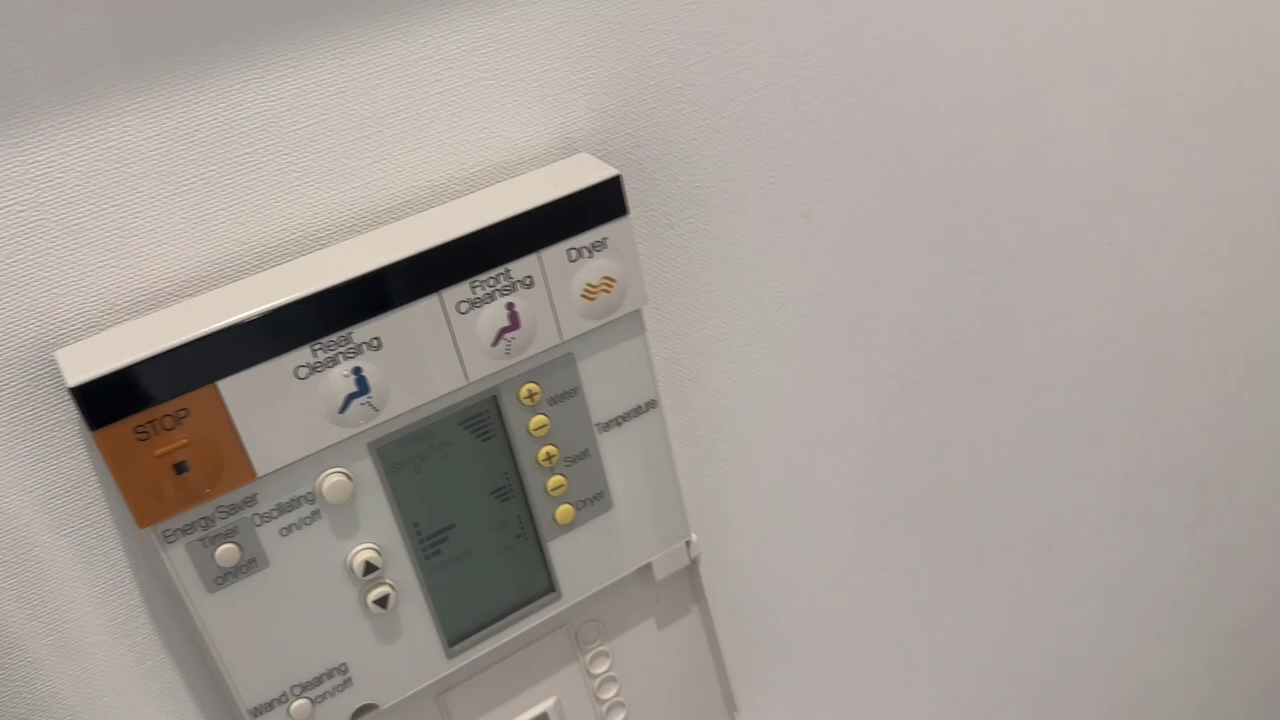 STOP
Rear
Cleansing
Front
Cleansing
Dryer
Energy Saver
Timer
on/off
Oscillating
on/off
Water
Seat
Dryer
Temperature
Wand Cleaning
on/off